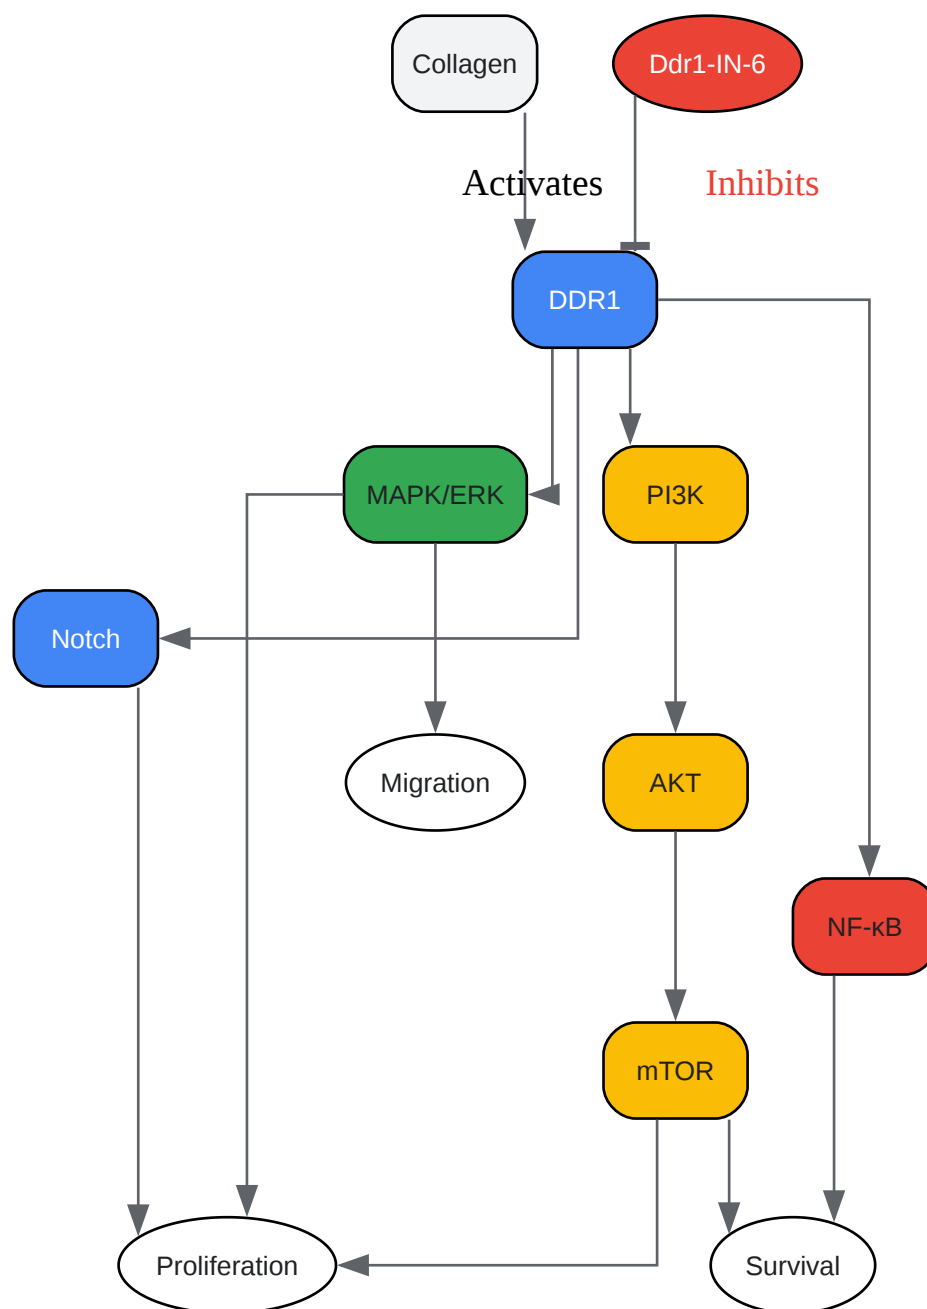 Collagen
Ddr1-IN-6
Activates
Inhibits
DDR1
MAPK/ERK
PI3K
Notch
Migration
AKT
NF-κB
mTOR
Proliferation
Survival